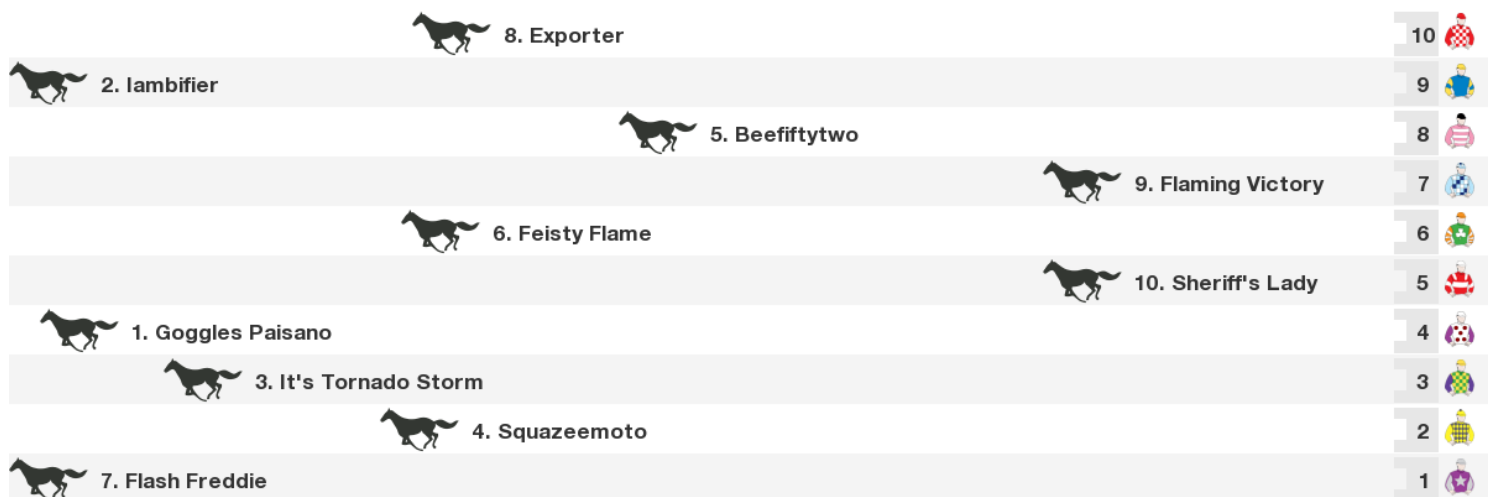 8. Exporter 10
2. Iambifier 9
5. Beefiftytwo 8
9. Flaming Victory 7
6. Feisty Flame 6
10. Sheriff's Lady 5
1. Goggles Paisano 4
3. It's Tornado Storm 3
4. Squazeemoto 2
7. Flash Freddie 1